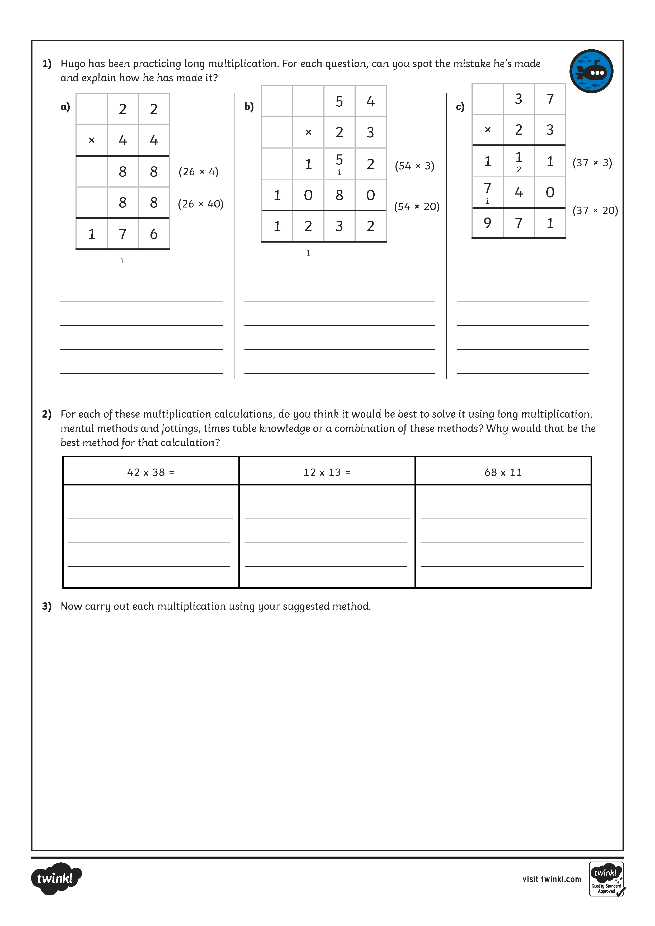 1) Hugo has been practicing long multiplication. For each question, can you spot the mistake he's made
and explain how he has made it?
a)
2 2
× 4 4
8 8 (26 × 4)
8 8 (26 × 40)
1 7 6
1
b)
5 4
× 2 3
1 5 2 (54 × 3)
1
1 0 8 0 (54 × 20)
1 2 3 2
1
c)
3 7
× 2 3
1 1 1 (37 × 3)
2
7 4 0 (37 × 20)
1
9 7 1
2) For each of these multiplication calculations, do you think it would be best to solve it using long multiplication,
mental methods and jottings, times table knowledge or a combination of these methods? Why would that be the
best method for that calculation?
42 x 38 =
12 x 13 =
68 x 11
3) Now carry out each multiplication using your suggested method.
twinkl
visit twinkl.com
twinkl
Quality Standard
Approved